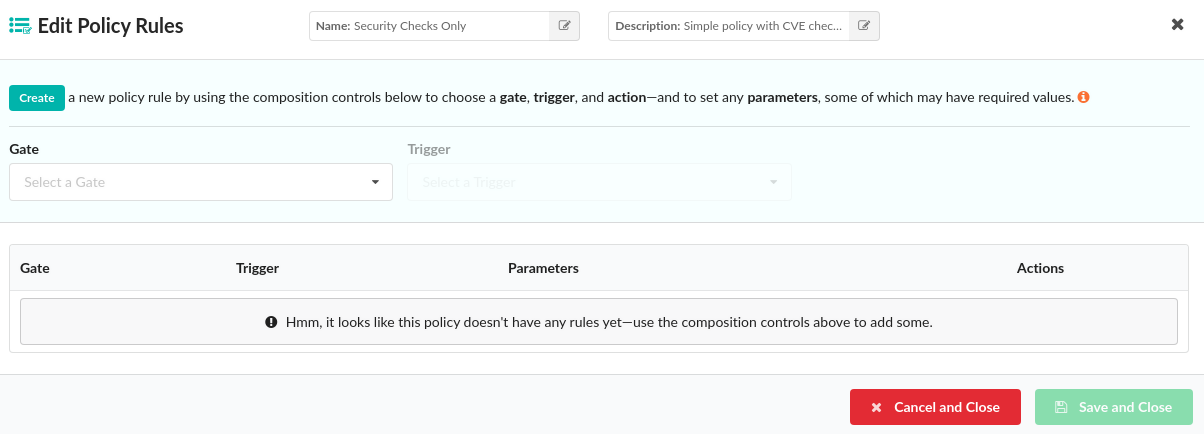 Edit Policy Rules
Name: Security Checks Only
Description: Simple policy with CVE chec...
Create a new policy rule by using the composition controls below to choose a gate, trigger, and action—and to set any parameters, some of which may have required values.
Gate Trigger
Select a Gate Select a Trigger
Gate Trigger Parameters Actions
Hmm, it looks like this policy doesn't have any rules yet—use the composition controls above to add some.
Cancel and Close Save and Close